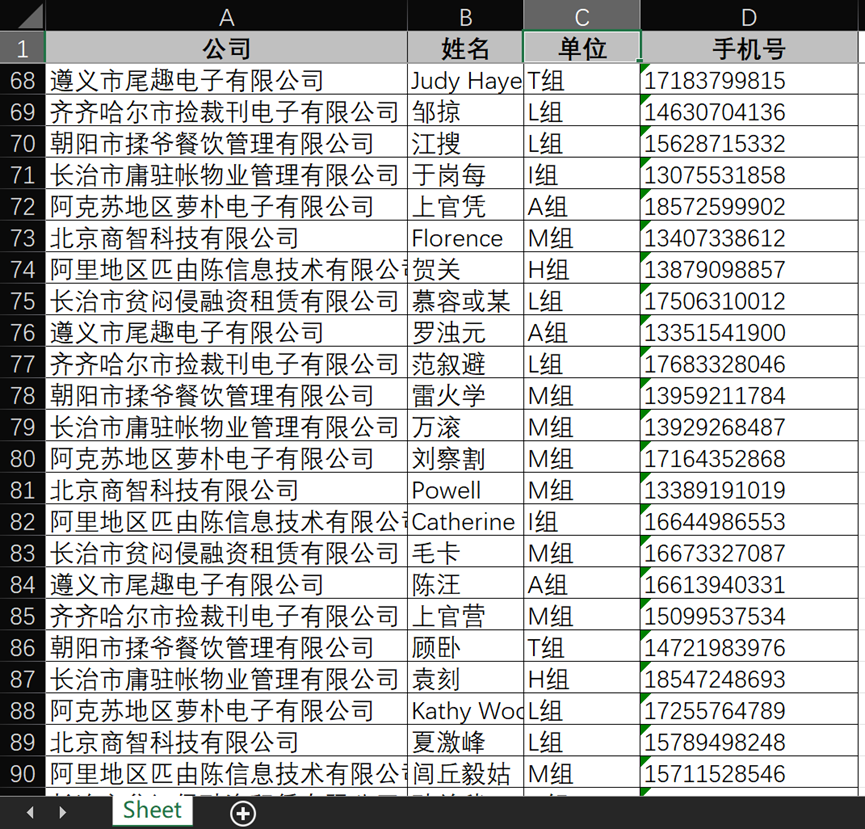 A B C D
1 公司 姓名 单位 手机号
68 遵义市尾趣电子有限公司 Judy Haye T组 17183799815
69 齐齐哈尔市捡裁刊电子有限公司 邹掠 L组 14630704136
70 朝阳市揉爷餐饮管理有限公司 江搜 L组 15628715332
71 长治市庸驻帐物业管理有限公司 于岗每 I组 13075531858
72 阿克苏地区萝朴电子有限公司 上官凭 A组 18572599902
73 北京商智科技有限公司 Florence M组 13407338612
74 阿里地区匹由陈信息技术有限公 贺关 H组 13879098857
75 长治市贫闷侵融资租赁有限公司 慕容或某 L组 17506310012
76 遵义市尾趣电子有限公司 罗浊元 A组 13351541900
77 齐齐哈尔市捡裁刊电子有限公司 范叙避 L组 17683328046
78 朝阳市揉爷餐饮管理有限公司 雷火学 M组 13959211784
79 长治市庸驻帐物业管理有限公司 万滚 M组 13929268487
80 阿克苏地区萝朴电子有限公司 刘察割 M组 17164352868
81 北京商智科技有限公司 Powell M组 13389191019
82 阿里地区匹由陈信息技术有限公 Catherine I组 16644986553
83 长治市贫闷侵融资租赁有限公司 毛卡 M组 16673327087
84 遵义市尾趣电子有限公司 陈汪 A组 16613940331
85 齐齐哈尔市捡裁刊电子有限公司 上官营 M组 15099537534
86 朝阳市揉爷餐饮管理有限公司 顾卧 T组 14721983976
87 长治市庸驻帐物业管理有限公司 袁刻 H组 18547248693
88 阿克苏地区萝朴电子有限公司 Kathy Woo L组 17255764789
89 北京商智科技有限公司 夏激峰 L组 15789498248
90 阿里地区匹由陈信息技术有限公 闾丘毅姑 M组 15711528546
Sheet